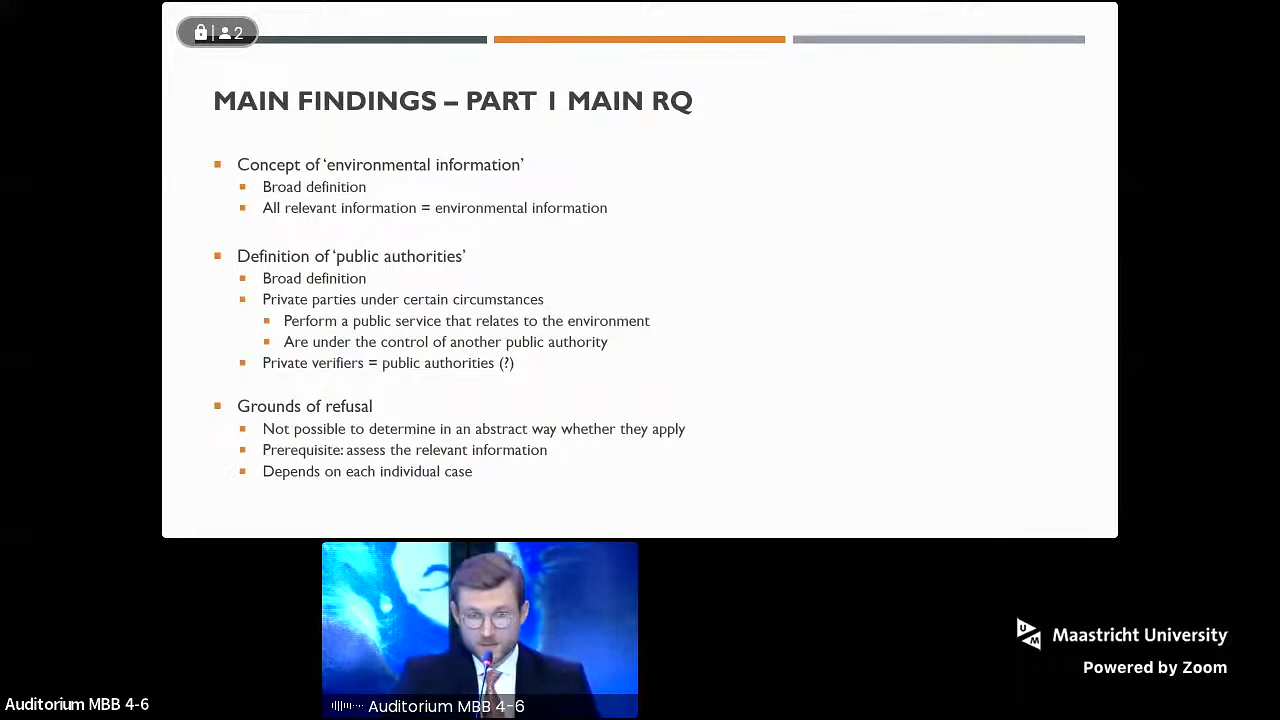 2
MAIN FINDINGS – PART 1 MAIN RQ
Concept of ‘environmental information’
Broad definition
All relevant information = environmental information
Definition of ‘public authorities’
Broad definition
Private parties under certain circumstances
Perform a public service that relates to the environment
Are under the control of another public authority
Private verifiers = public authorities (?)
Grounds of refusal
Not possible to determine in an abstract way whether they apply
Prerequisite: assess the relevant information
Depends on each individual case
UM
Maastricht University
Powered by Zoom
Auditorium MBB 4-6
Auditorium MBB 4-6